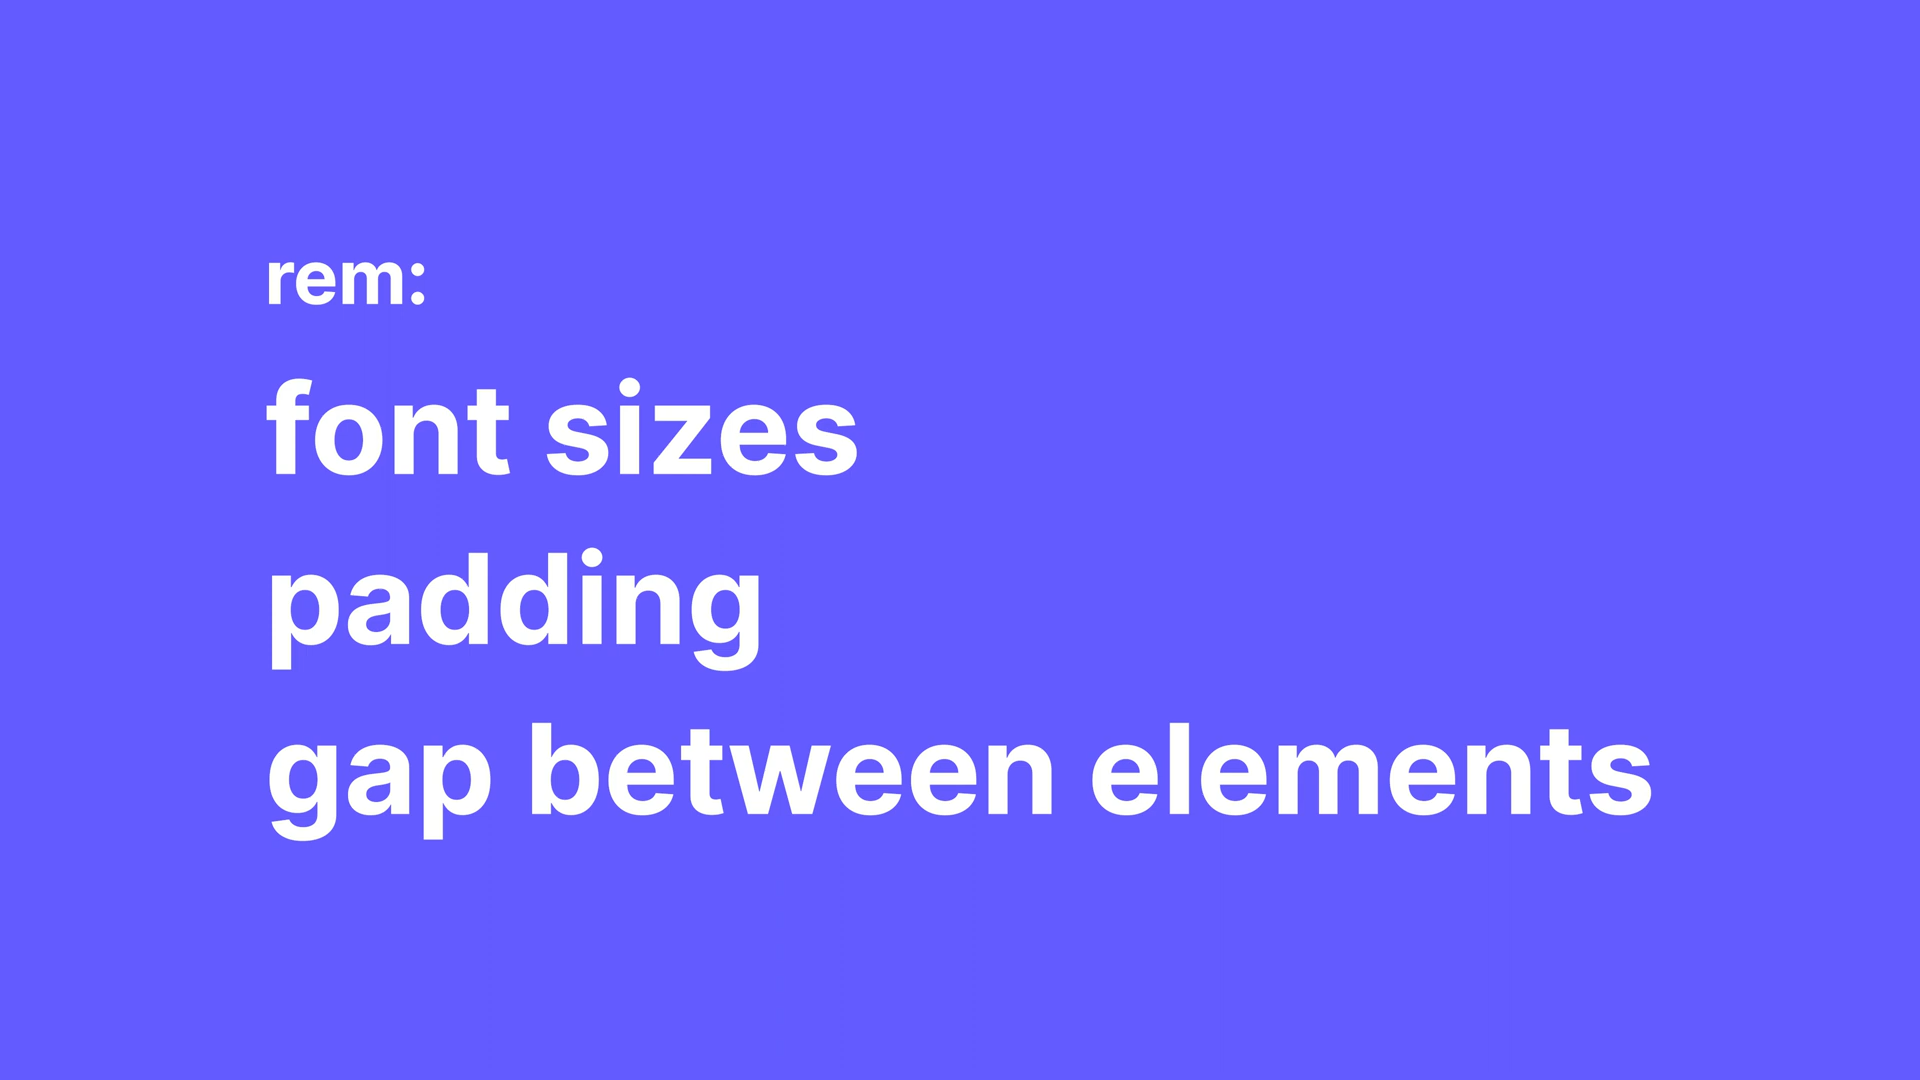 rem:
font sizes
padding
gap between elements